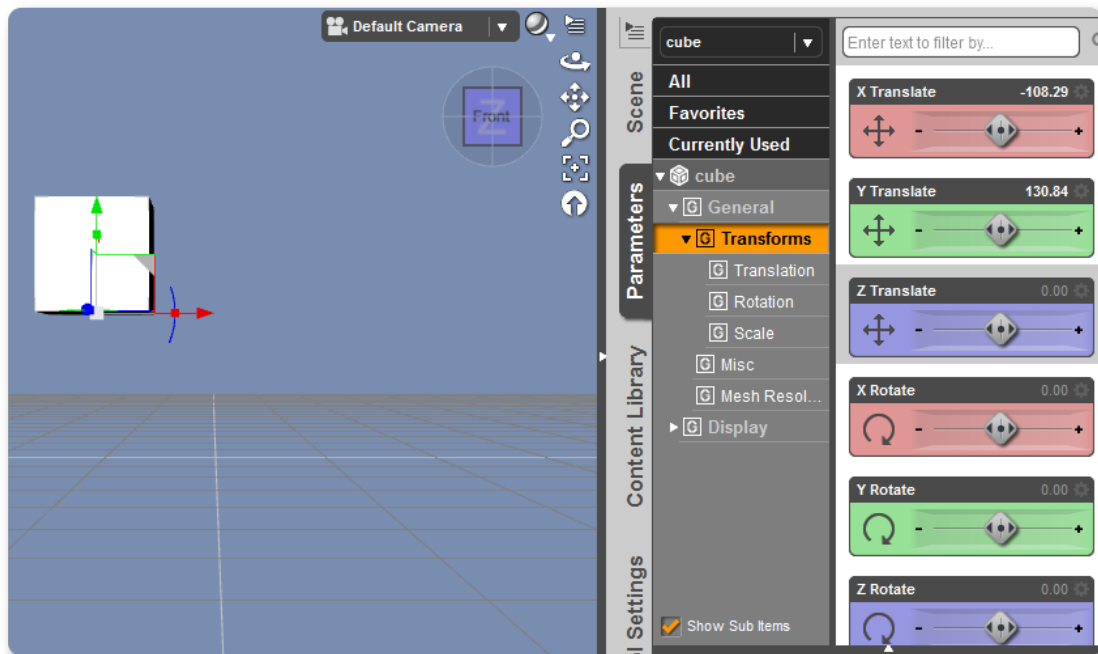 Default Camera
Front
Z
Scene
Parameters
Content Library
ol Settings
cube
All
Favorites
Currently Used
cube
G General
G Transforms
G Translation
G Rotation
G Scale
G Misc
G Mesh Resol...
G Display
Show Sub Items
Enter text to filter by...
X Translate -108.29
- +
Y Translate 130.84
- +
Z Translate 0.00
- +
X Rotate 0.00
- +
Y Rotate 0.00
- +
Z Rotate 0.00
- +